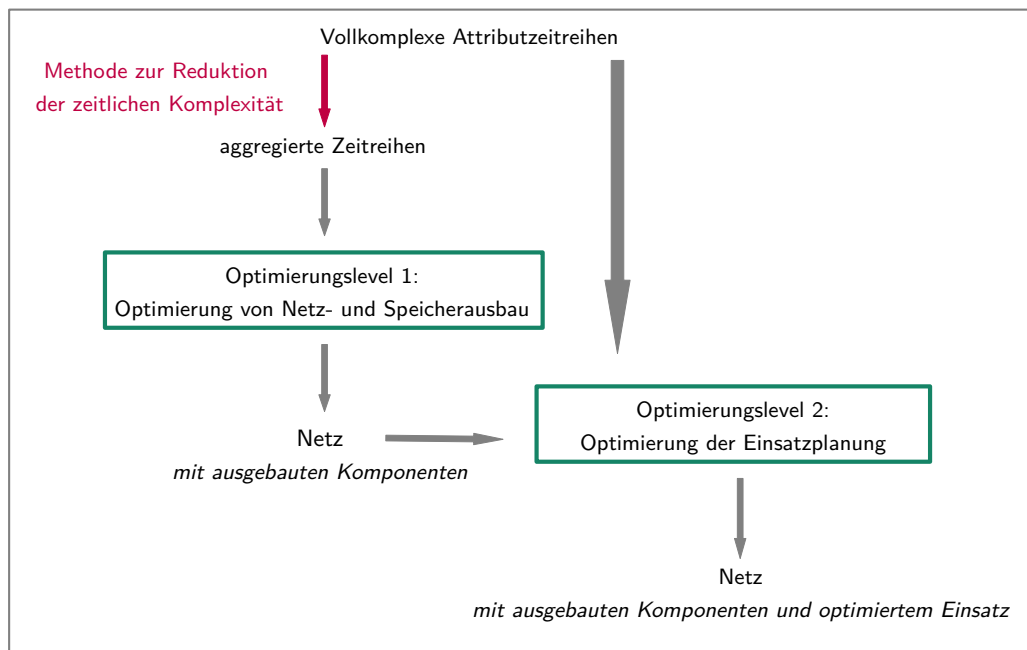 Vollkomplexe Attributzeitreihen
Methode zur Reduktion
der zeitlichen Komplexität
aggregierte Zeitreihen
Optimierungslevel 1:
Optimierung von Netz- und Speicherausbau
Netz
mit ausgebauten Komponenten
Optimierungslevel 2:
Optimierung der Einsatzplanung
Netz
mit ausgebauten Komponenten und optimiertem Einsatz